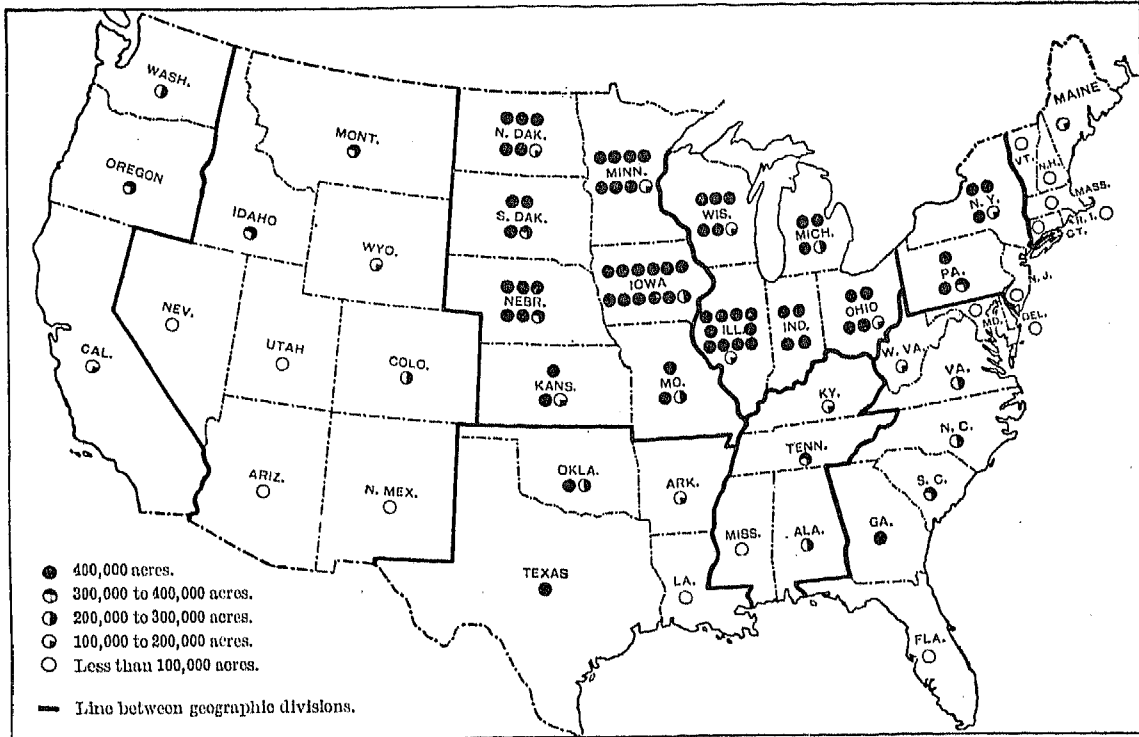 WASH.
MONT.
OREGON
IDAHO
WYO.
NEV.
UTAH
COLO.
CAL.
ARIZ.
N. MEX.
N. DAK.
S. DAK.
NEBR.
KANS.
OKLA.
TEXAS
MINN.
IOWA
MO.
ARK.
LA.
WIS.
MICH.
ILL.
IND.
OHIO
KY.
TENN.
MISS.
ALA.
GA.
FLA.
S. C.
N. C.
VA.
W. VA.
MD.
DEL.
PA.
N. J.
N. Y.
CT.
R. I.
MASS.
N.H.
VT.
MAINE
400,000 acres.
300,000 to 400,000 acres.
200,000 to 300,000 acres.
100,000 to 200,000 acres.
Less than 100,000 acres.
Line between geographic divisions.